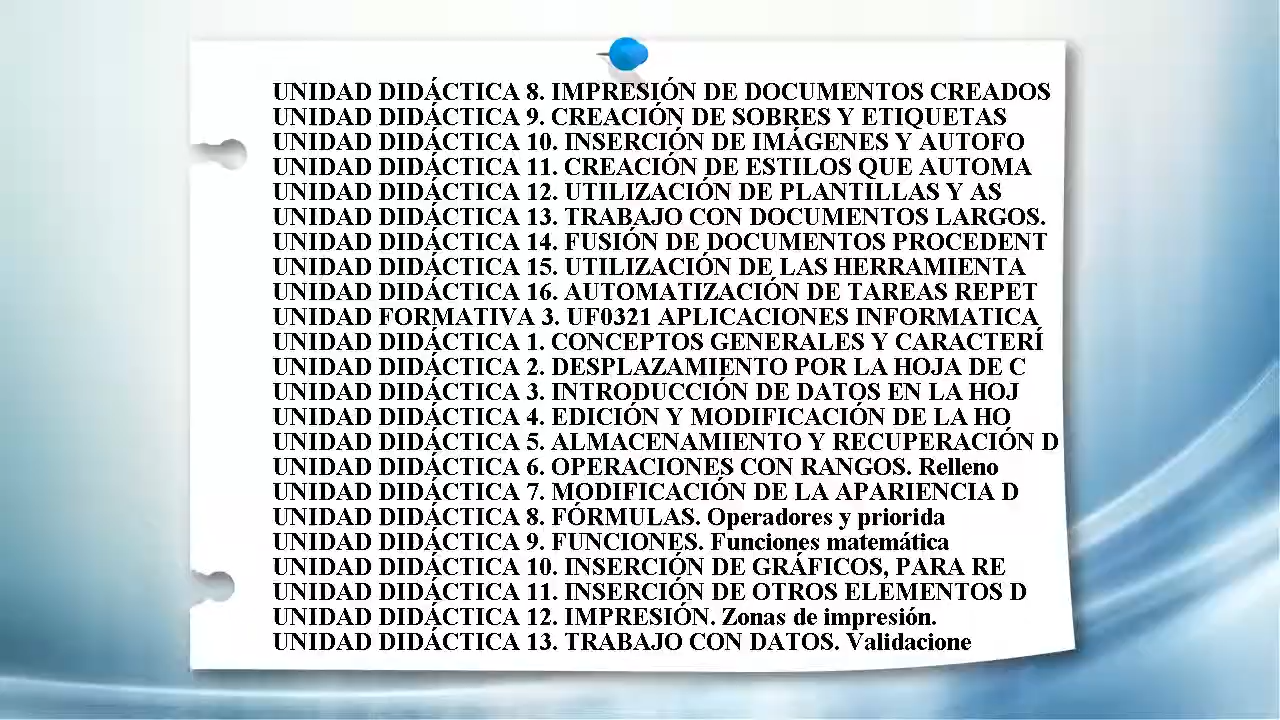 UNIDAD DIDÁCTICA 8. IMPRESIÓN DE DOCUMENTOS CREADOS
UNIDAD DIDÁCTICA 9. CREACIÓN DE SOBRES Y ETIQUETAS
UNIDAD DIDÁCTICA 10. INSERCIÓN DE IMÁGENES Y AUTOFO
UNIDAD DIDÁCTICA 11. CREACIÓN DE ESTILOS QUE AUTOMA
UNIDAD DIDÁCTICA 12. UTILIZACIÓN DE PLANTILLAS Y AS
UNIDAD DIDÁCTICA 13. TRABAJO CON DOCUMENTOS LARGOS.
UNIDAD DIDÁCTICA 14. FUSIÓN DE DOCUMENTOS PROCEDENT
UNIDAD DIDÁCTICA 15. UTILIZACIÓN DE LAS HERRAMIENTA
UNIDAD DIDÁCTICA 16. AUTOMATIZACIÓN DE TAREAS REPET
UNIDAD FORMATIVA 3. UF0321 APLICACIONES INFORMATICA
UNIDAD DIDÁCTICA 1. CONCEPTOS GENERALES Y CARACTERÍ
UNIDAD DIDÁCTICA 2. DESPLAZAMIENTO POR LA HOJA DE C
UNIDAD DIDÁCTICA 3. INTRODUCCIÓN DE DATOS EN LA HOJ
UNIDAD DIDÁCTICA 4. EDICIÓN Y MODIFICACIÓN DE LA HO
UNIDAD DIDÁCTICA 5. ALMACENAMIENTO Y RECUPERACIÓN D
UNIDAD DIDÁCTICA 6. OPERACIONES CON RANGOS. Relleno
UNIDAD DIDÁCTICA 7. MODIFICACIÓN DE LA APARIENCIA D
UNIDAD DIDÁCTICA 8. FÓRMULAS. Operadores y priorida
UNIDAD DIDÁCTICA 9. FUNCIONES. Funciones matemática
UNIDAD DIDÁCTICA 10. INSERCIÓN DE GRÁFICOS, PARA RE
UNIDAD DIDÁCTICA 11. INSERCIÓN DE OTROS ELEMENTOS D
UNIDAD DIDÁCTICA 12. IMPRESIÓN. Zonas de impresión.
UNIDAD DIDÁCTICA 13. TRABAJO CON DATOS. Validacione